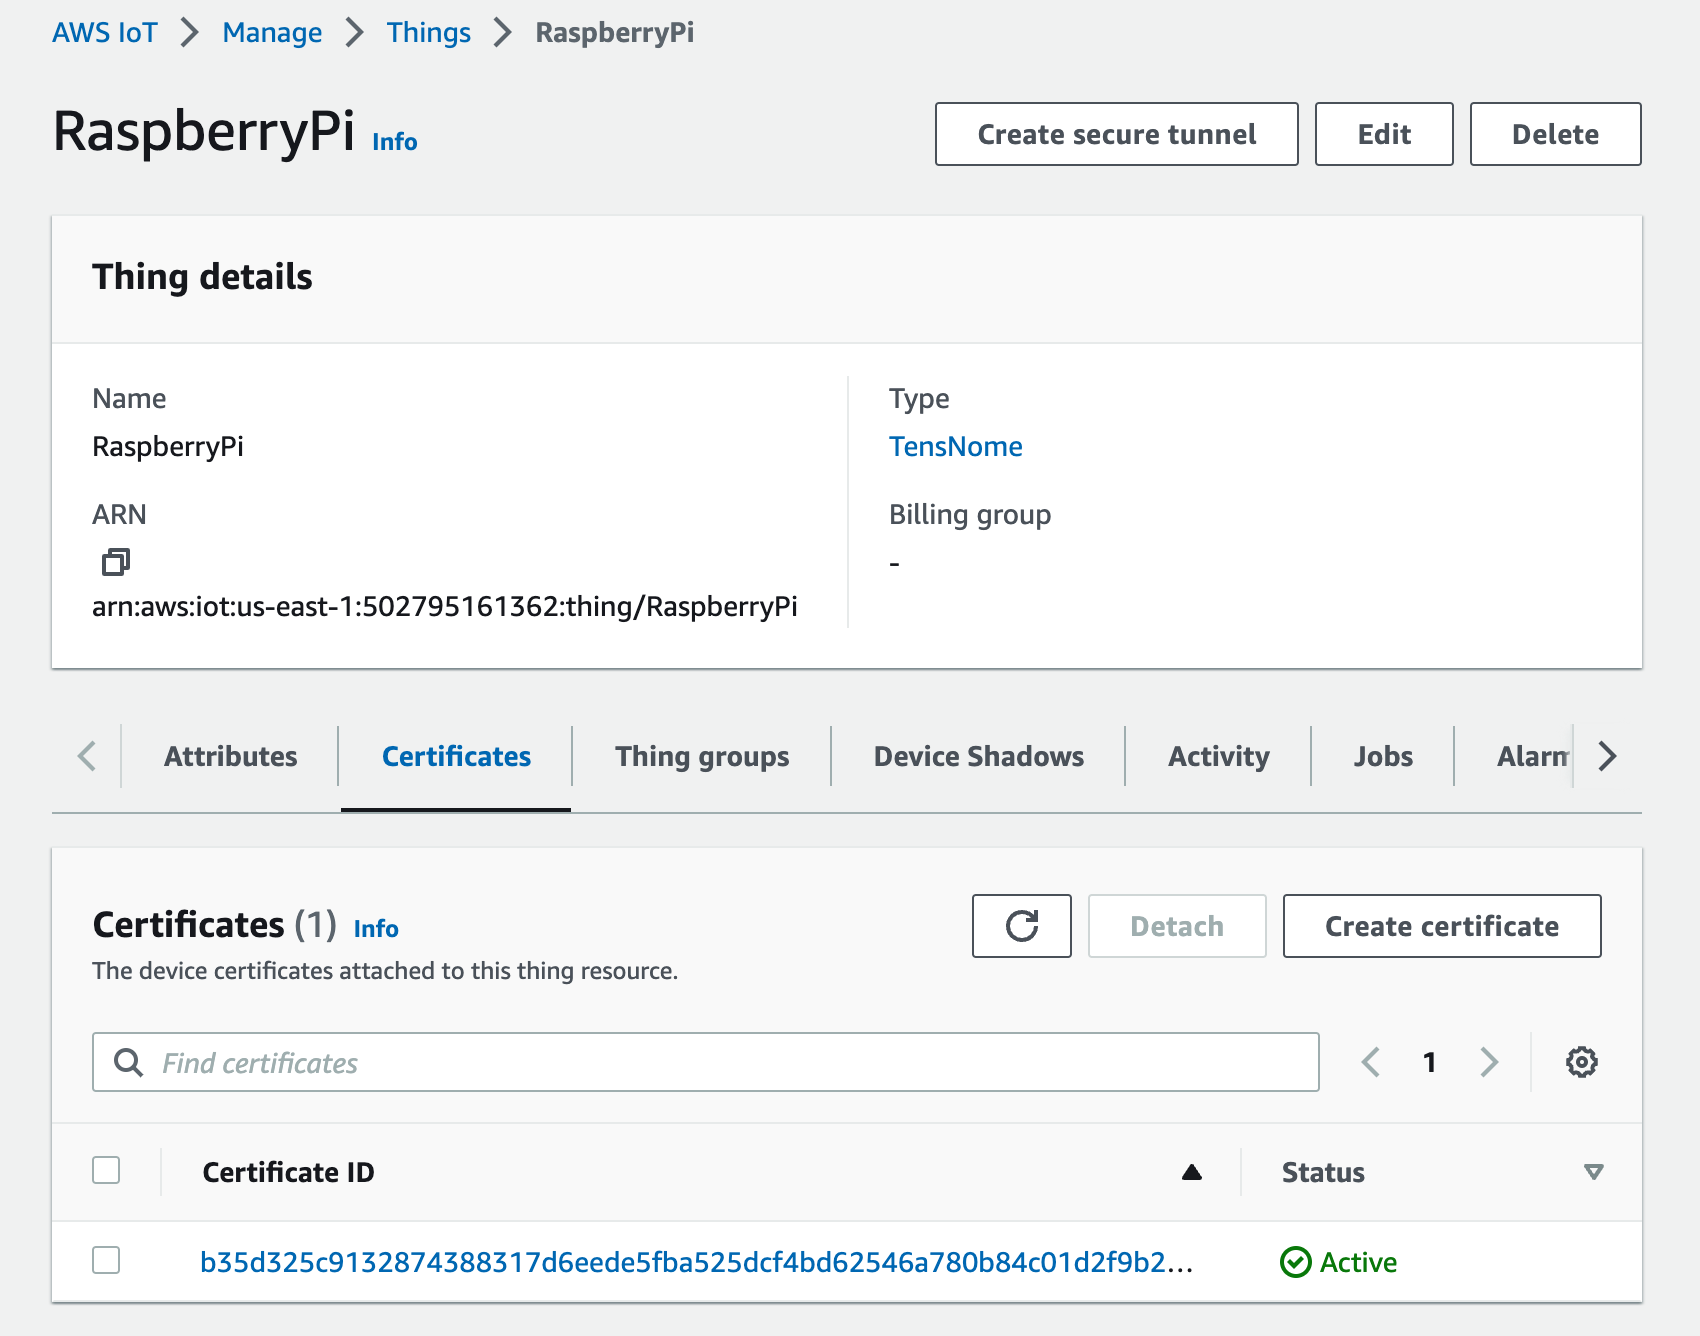 AWS IoT > Manage > Things > RaspberryPi
RaspberryPi Info
Create secure tunnel
Edit
Delete
Thing details
Name
RaspberryPi
ARN
arn:aws:iot:us-east-1:502795161362:thing/RaspberryPi
Type
TensNome
Billing group
-
Attributes
Certificates
Thing groups
Device Shadows
Activity
Jobs
Alarm
Certificates (1) Info
The device certificates attached to this thing resource.
Detach
Create certificate
Find certificates
1
Certificate ID
Status
b35d325c9132874388317d6eede5fba525dcf4bd62546a780b84c01d2f9b2...
Active